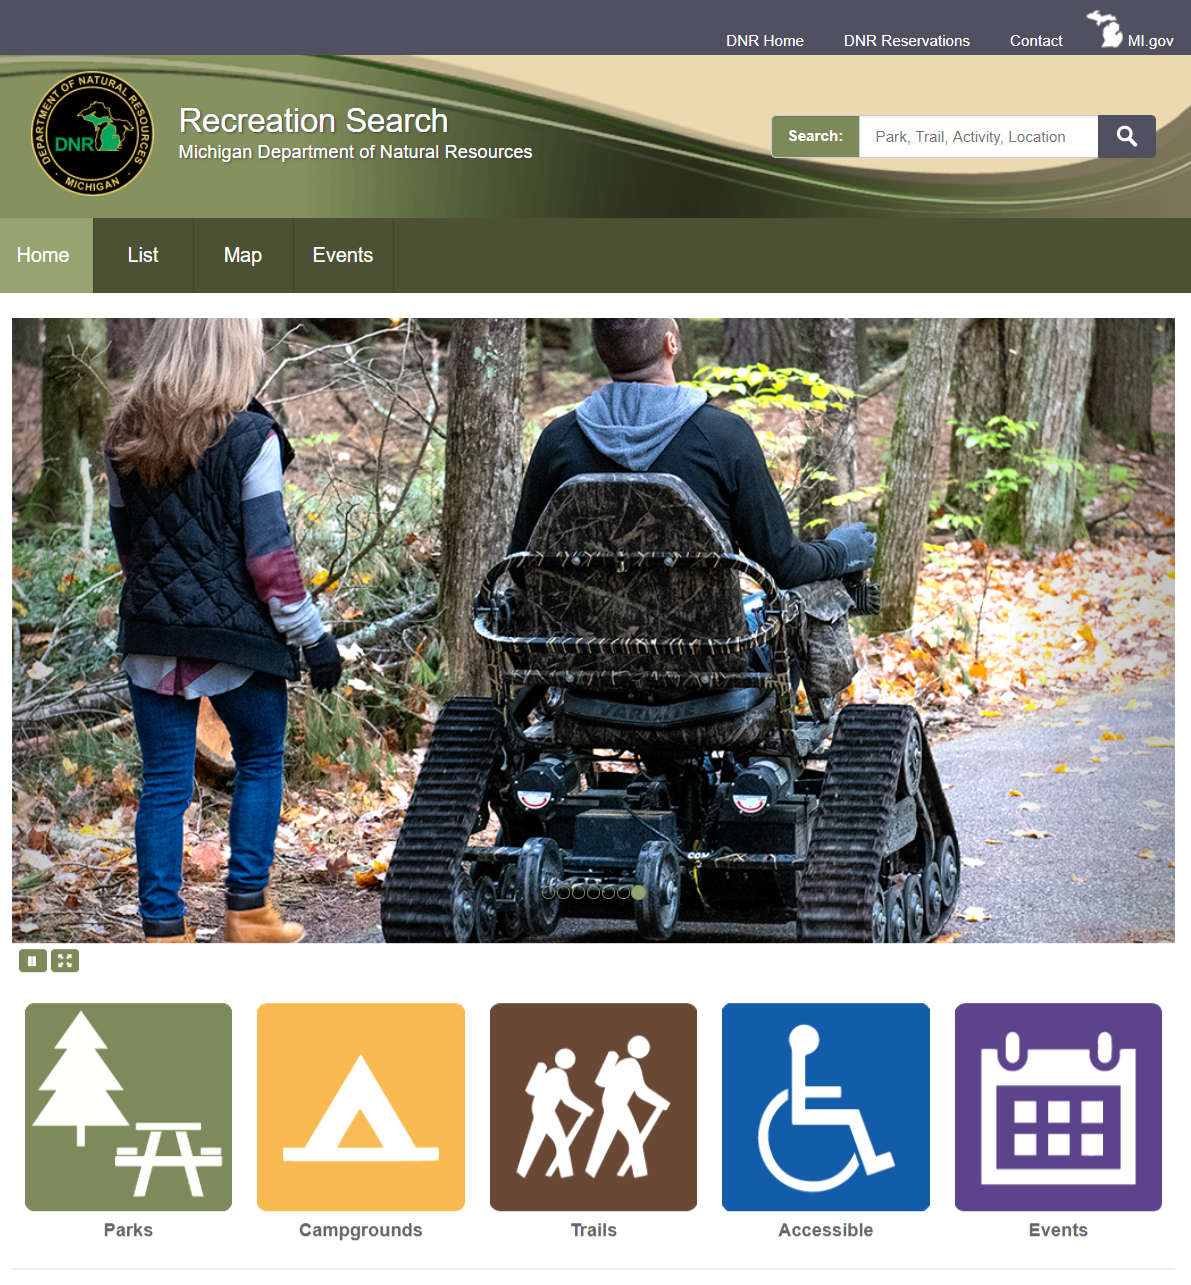 DNR Home
DNR Reservations
Contact
MI.gov
DEPARTMENT OF NATURAL RESOURCES
DNR
MICHIGAN
Recreation Search
Michigan Department of Natural Resources
Search:
Park, Trail, Activity, Location
Home
List
Map
Events
Parks
Campgrounds
Trails
Accessible
Events